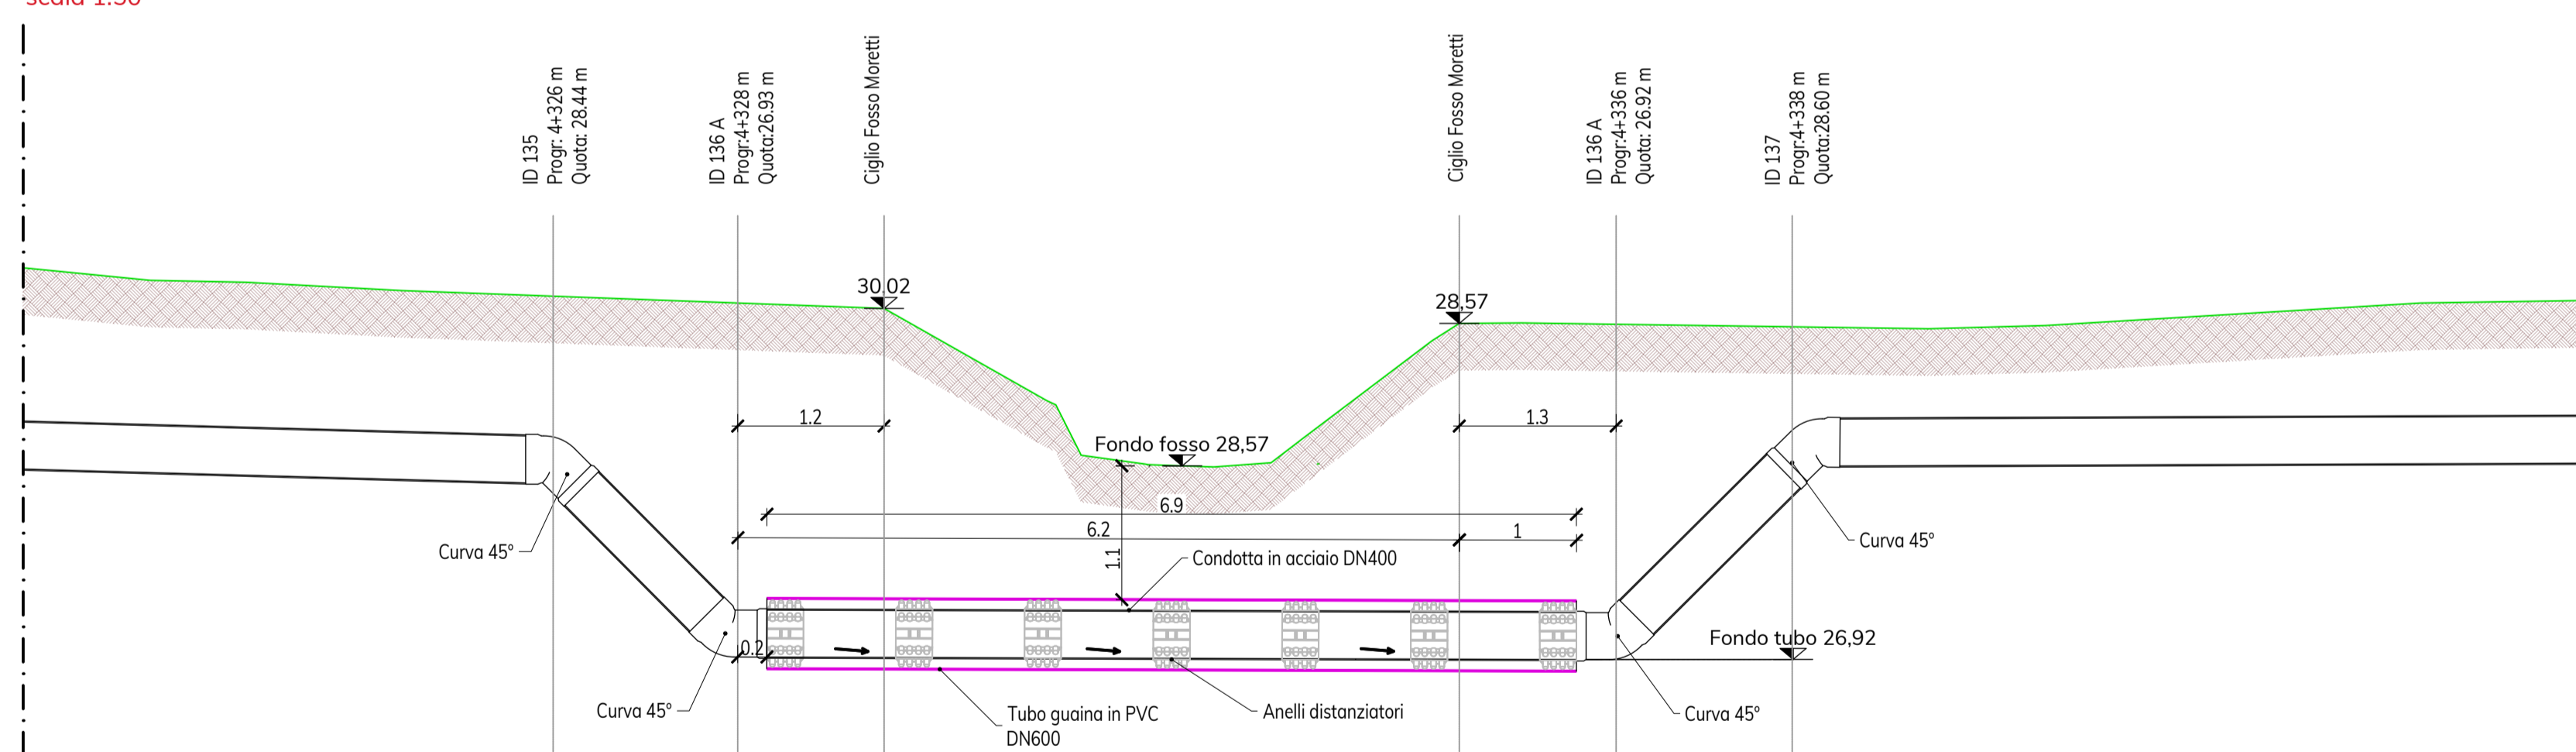 scala 1:50
ID 135
Progr: 4+326 m
Quota: 28.44 m
ID 136 A
Progr:4+328 m
Quota:26.93 m
Ciglio Fosso Moretti
Ciglio Fosso Moretti
ID 136 A
Progr:4+336 m
Quota: 26.92 m
ID 137
Progr:4+338 m
Quota:28.60 m
30,02
28,57
1.2
1.3
Fondo fosso 28,57
6.9
6.2
1
1.1
Curva 45°
Condotta in acciaio DN400
Curva 45°
Fondo tubo 26,92
0.2
Curva 45°
Tubo guaina in PVC
DN600
Anelli distanziatori
Curva 45°